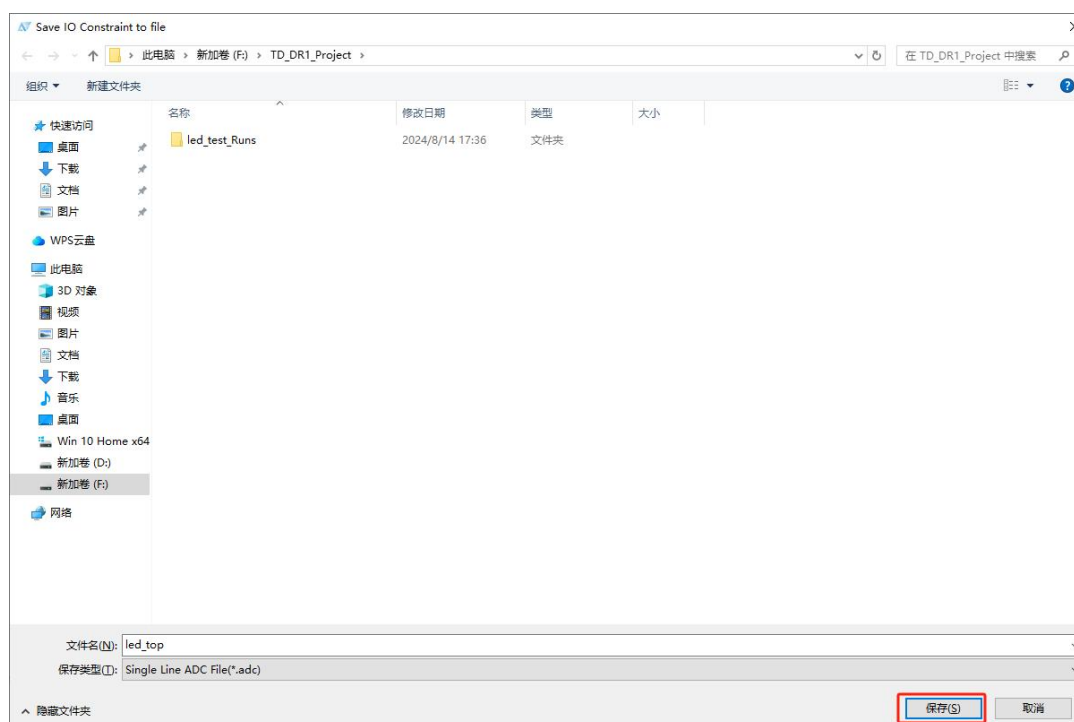 Save IO Constraint to file
此电脑 › 新加卷 (F:) › TD_DR1_Project ›
在 TD_DR1_Project 中搜索
组织
新建文件夹
名称 修改日期 类型 大小
快速访问
桌面
下载
文档
图片
WPS云盘
此电脑
3D 对象
视频
图片
文档
下载
音乐
桌面
Win 10 Home x64
新加卷 (D:)
新加卷 (F:)
网络
led_test_Runs 2024/8/14 17:36 文件夹
文件名(N): led_top
保存类型(T): Single Line ADC File(*.adc)
隐藏文件夹
保存(S)
取消